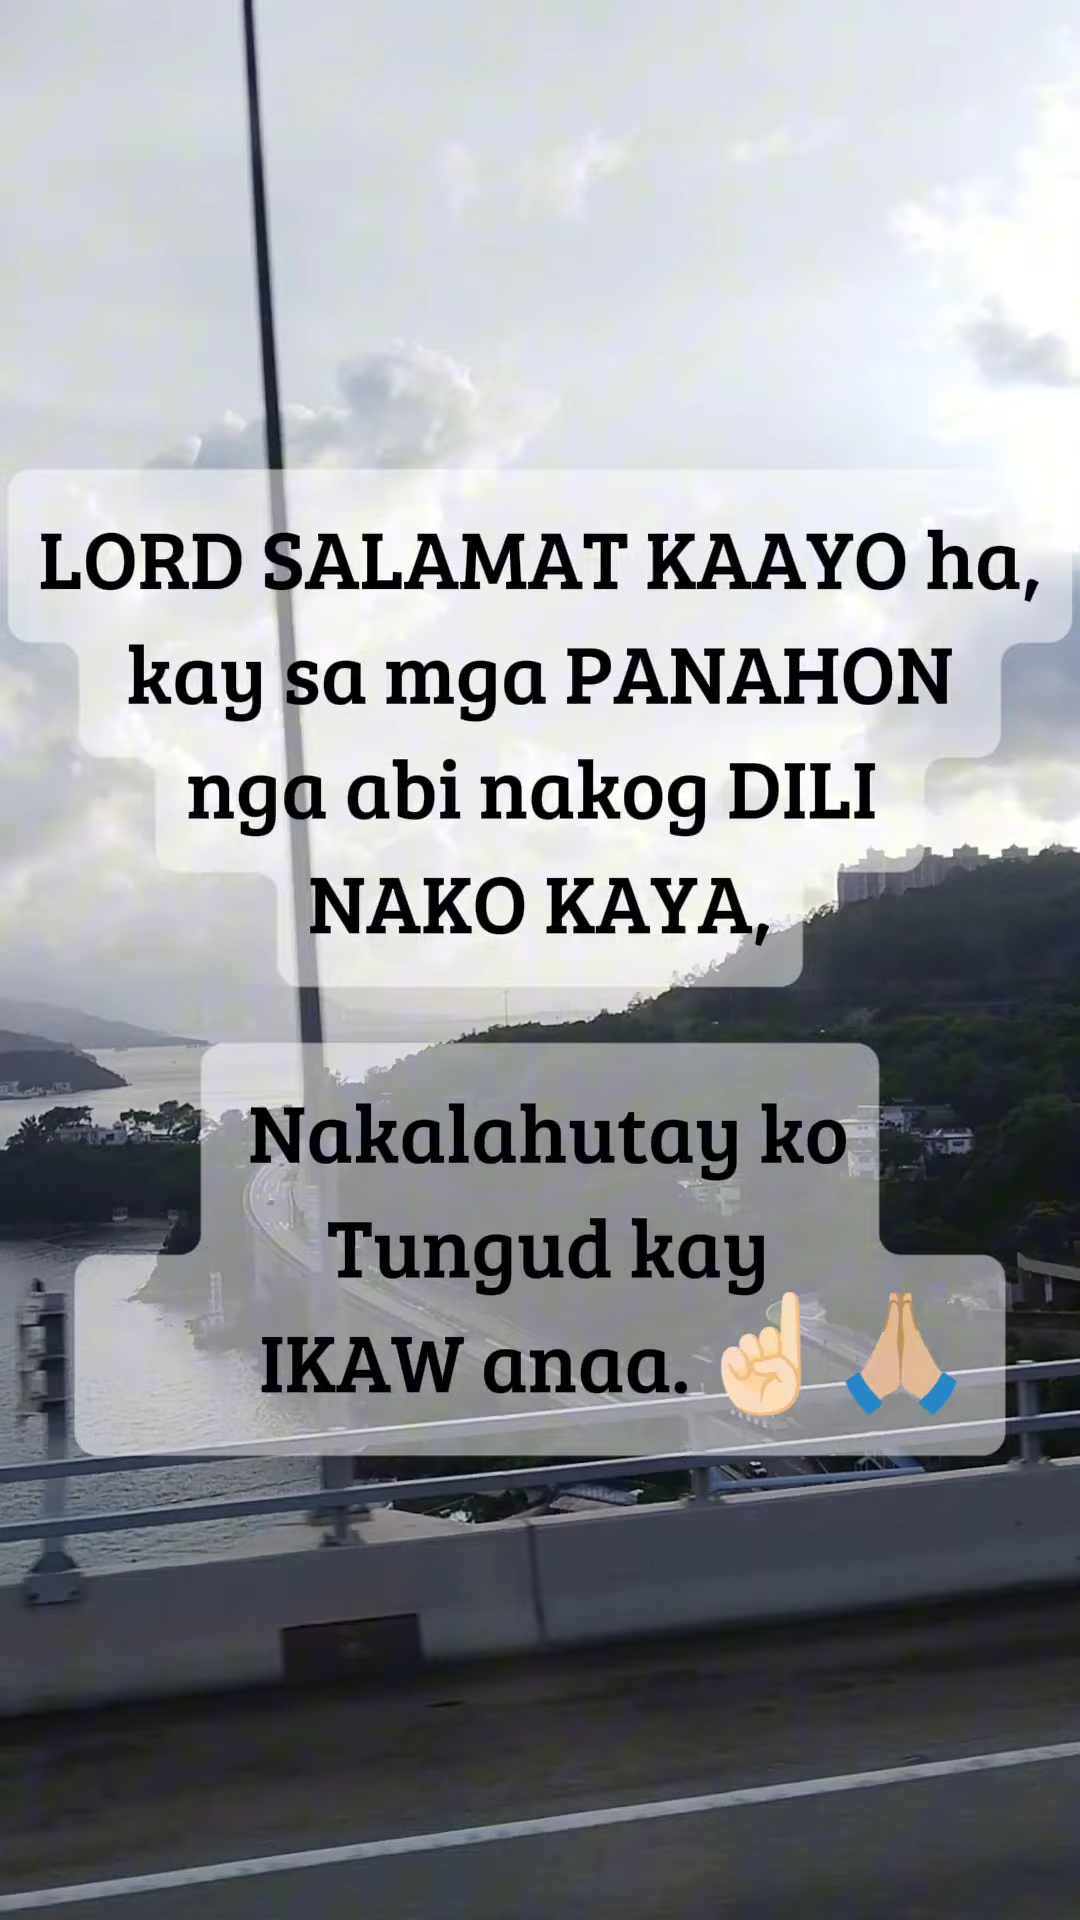 LORD SALAMAT KAAYO ha,
kay sa mga PANAHON
nga abi nakog DILI
NAKO KAYA,
Nakalahutay ko
Tungud kay
IKAW anaa. ☝🏻🙏🏼